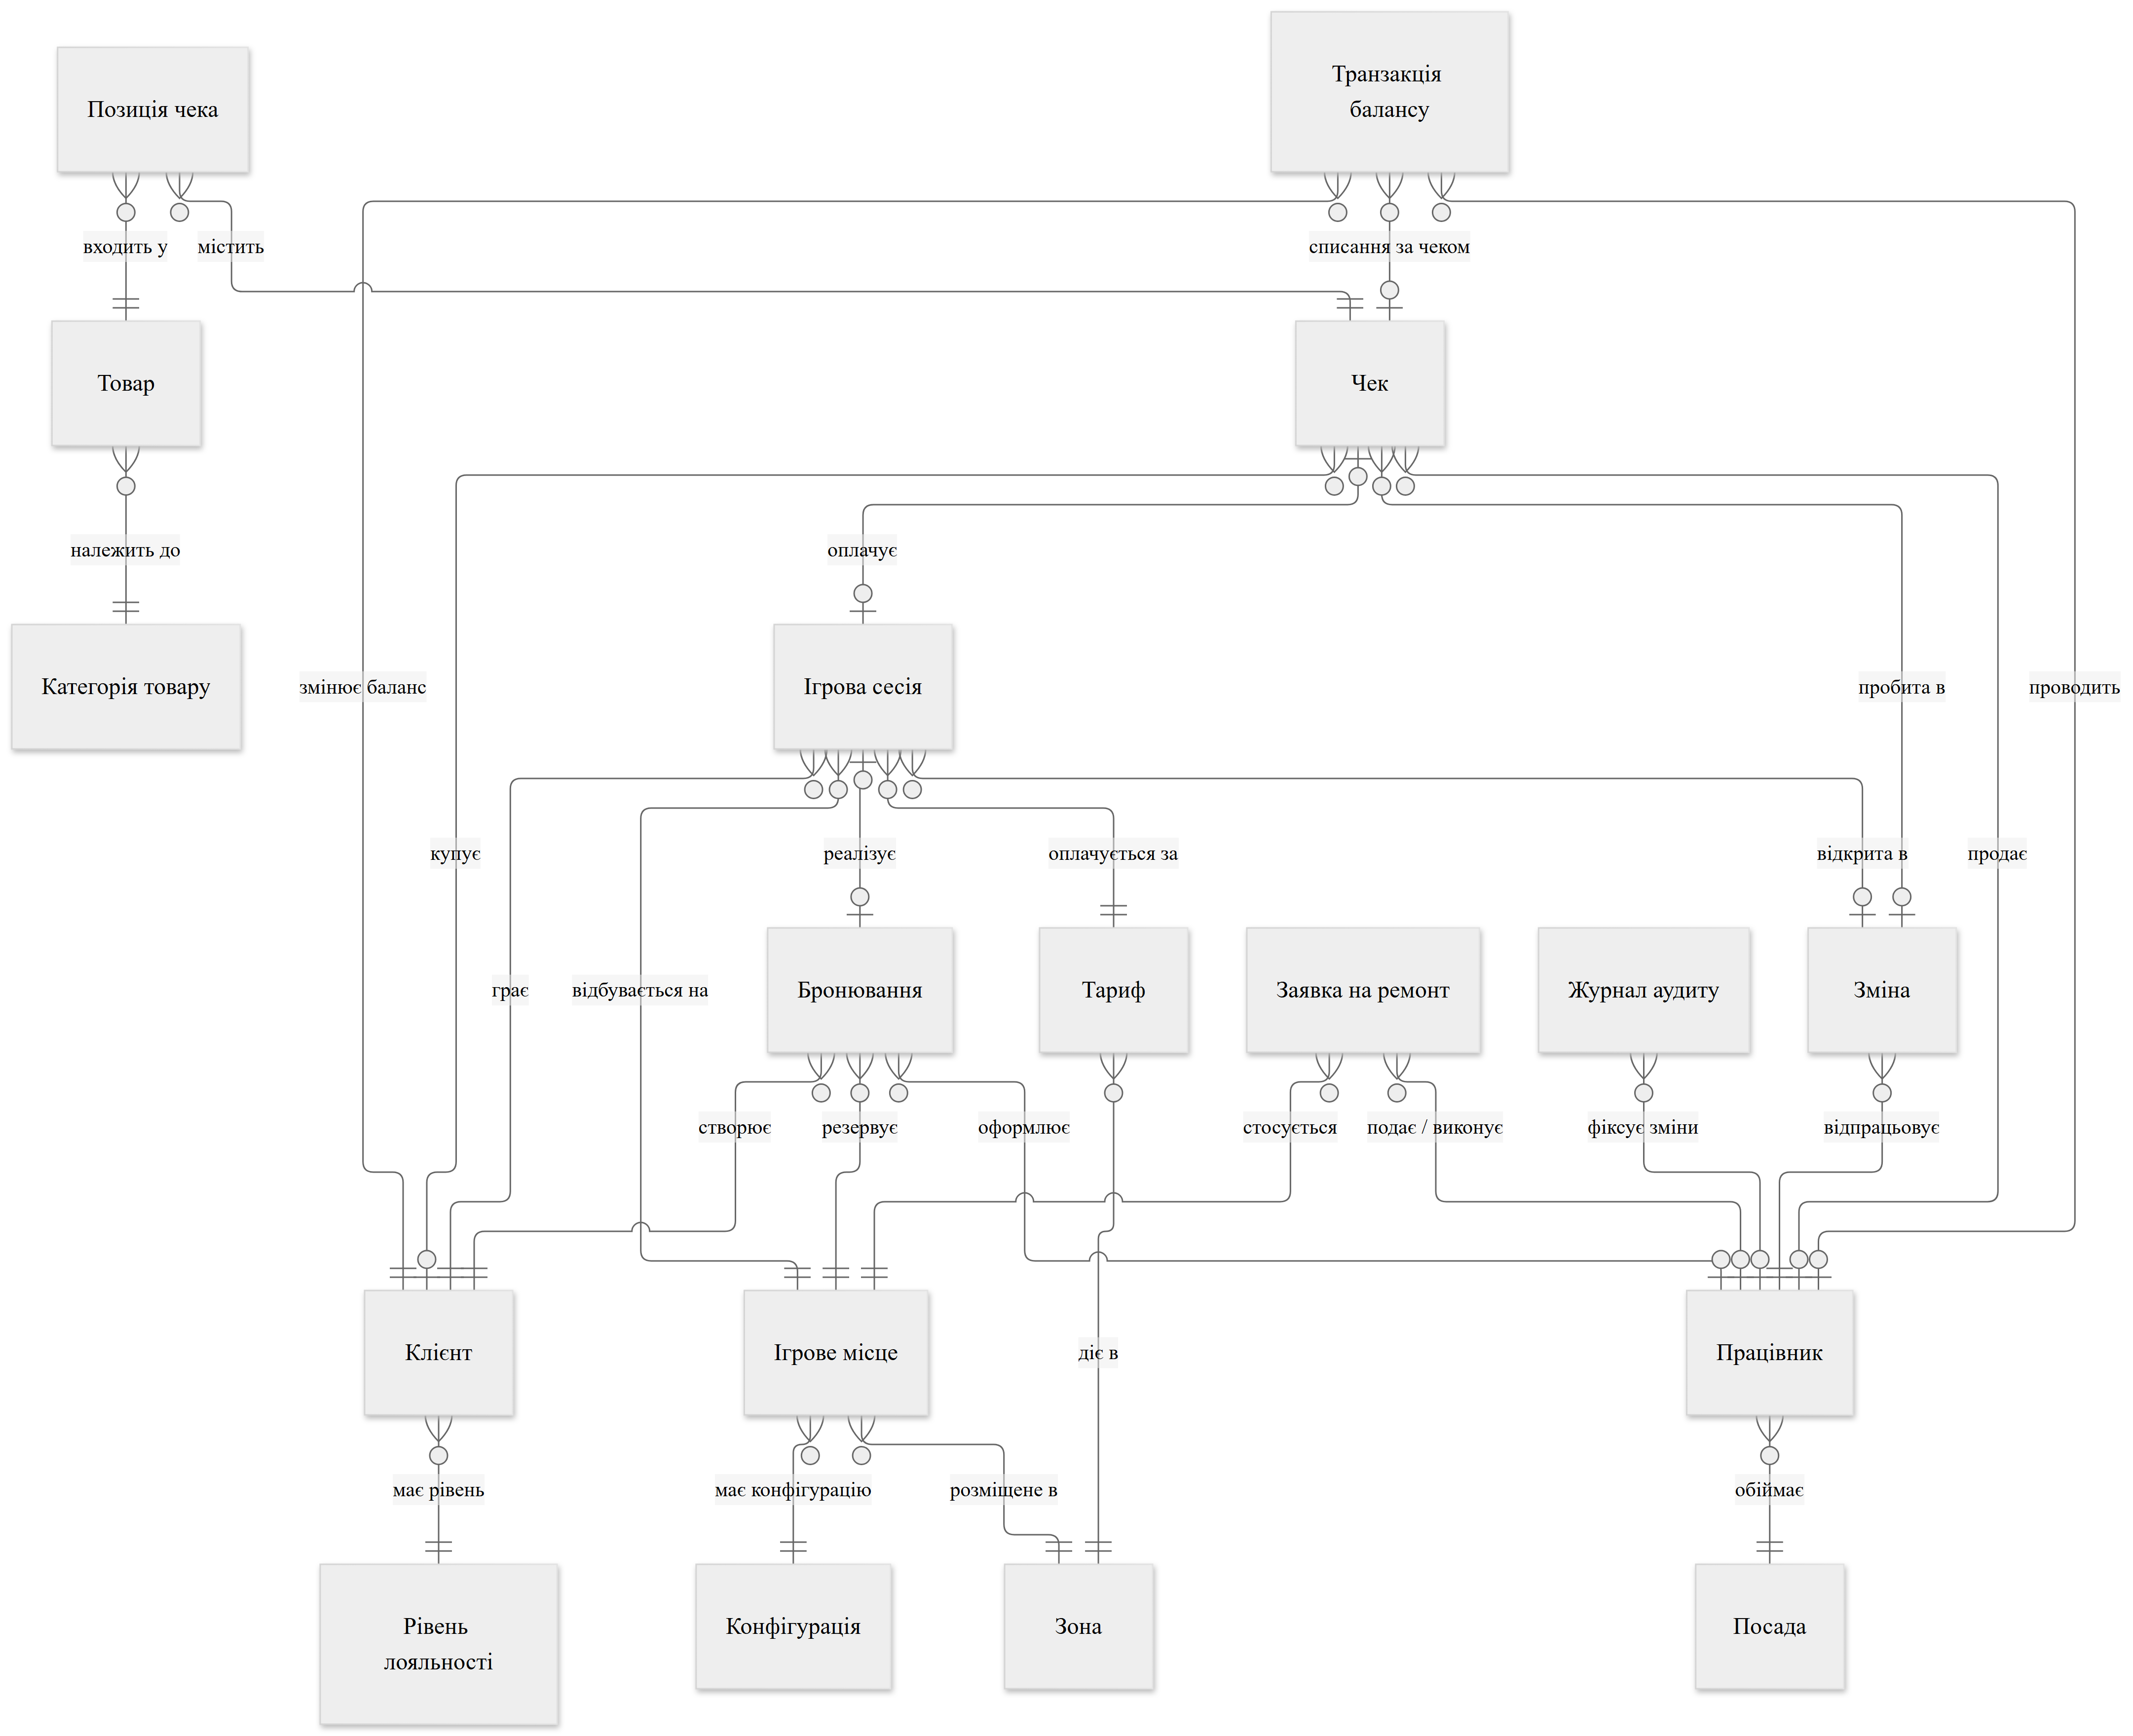 Транзакція
балансу
Позиція чека
входить у
містить
списання за чеком
Товар
Чек
належить до
оплачує
Категорія товару
змінює баланс
Ігрова сесія
пробита в
проводить
купує
реалізує
оплачується за
відкрита в
продає
грає
відбувається на
Бронювання
Тариф
Заявка на ремонт
Журнал аудиту
Зміна
створює
резервує
оформлює
стосується
подає / виконує
фіксує зміни
відпрацьовує
Клієнт
Ігрове місце
діє в
Працівник
має рівень
має конфігурацію
розміщене в
обіймає
Рівень
лояльності
Конфігурація
Зона
Посада